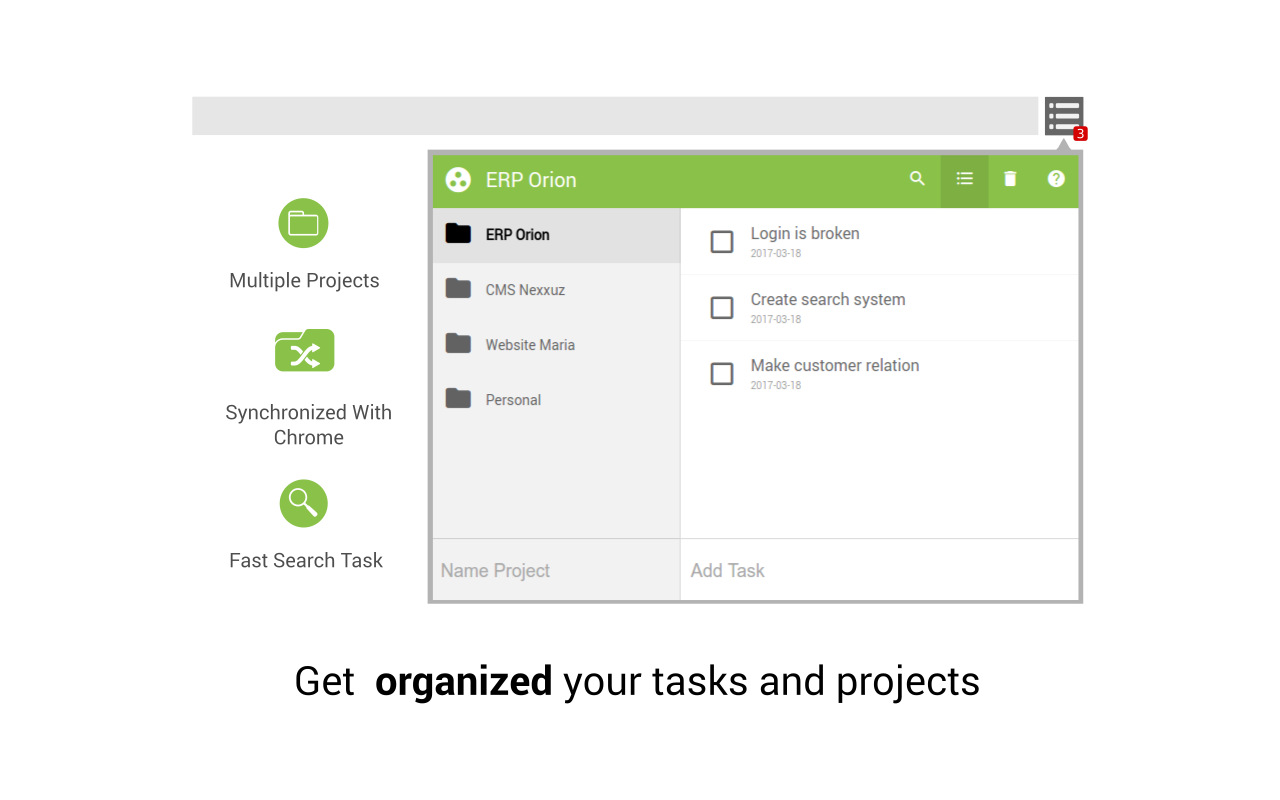 3
ERP Orion
Multiple Projects
Synchronized With
Chrome
Fast Search Task
ERP Orion
CMS Nexxuz
Website Maria
Personal
Name Project
Login is broken
2017-03-18
Create search system
2017-03-18
Make customer relation
2017-03-18
Add Task
Get organized your tasks and projects